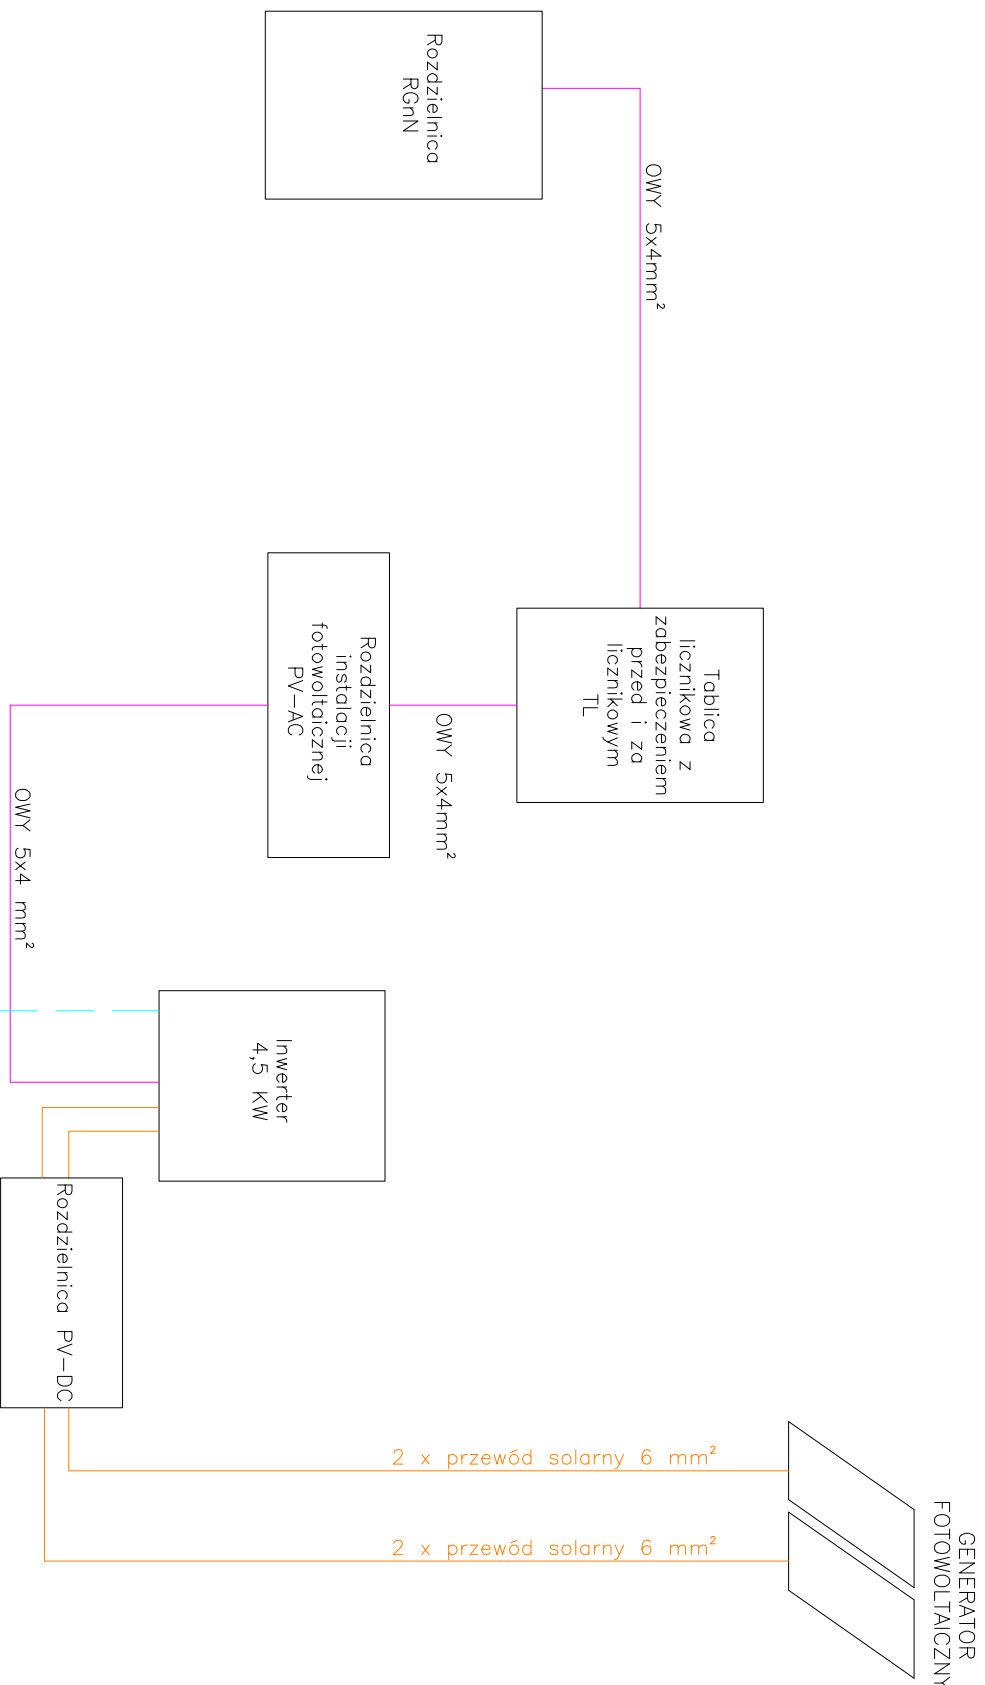 Rozdzielnica
RGnN
OWY 5x4mm²
Tablica
licznikowa z
zabezpieczeniem
przed i za
licznikowym
TL
OWY 5x4mm²
Rozdzielnica
instalacji
fotowoltaicznej
PV-AC
OWY 5x4 mm²
Inwerter
4,5 KW
Rozdzielnica PV-DC
2 x przewód solarny 6 mm²
2 x przewód solarny 6 mm²
GENERATOR
FOTOWOLTAICZNY